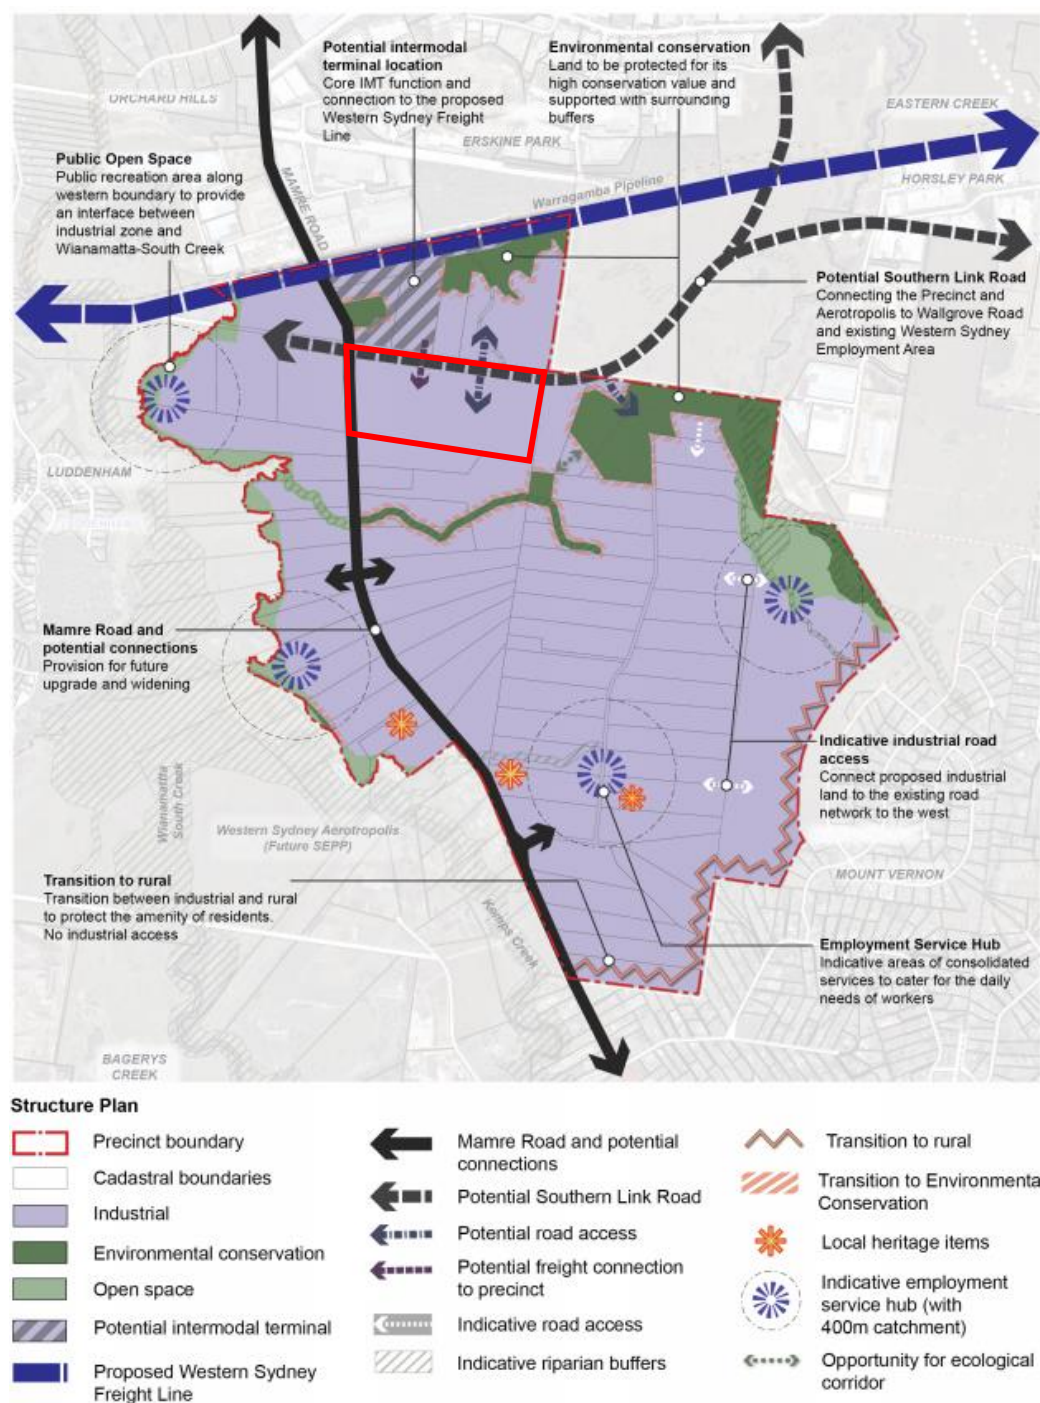 Potential intermodal
terminal location
Core IMT function and
connection to the proposed
Western Sydney Freight
Line
Environmental conservation
Land to be protected for its
high conservation value and
supported with surrounding
buffers
ORCHARD HILLS
ERSKINE PARK
EASTERN CREEK
HORSLEY PARK
Public Open Space
Public recreation area along
western boundary to provide
an interface between
industrial zone and
Wianamatta-South Creek
MAMRE ROAD
Warragamba Pipeline
Potential Southern Link Road
Connecting the Precinct and
Aerotropolis to Wallgrove Road
and existing Western Sydney
Employment Area
LUDDENHAM
Mamre Road and
potential connections
Provision for future
upgrade and widening
Indicative industrial road
access
Connect proposed industrial
land to the existing road
network to the west
Wianamatta
South Creek
Western Sydney Aerotropolis
(Future SEPP)
MOUNT VERNON
Transition to rural
Transition between industrial and rural
to protect the amenity of residents.
No industrial access
Kemps Creek
Employment Service Hub
Indicative areas of consolidated
services to cater for the daily
needs of workers
BAGERYS
CREEK
Structure Plan
Precinct boundary
Cadastral boundaries
Industrial
Environmental conservation
Open space
Potential intermodal terminal
Proposed Western Sydney
Freight Line
Mamre Road and potential
connections
Potential Southern Link Road
Potential road access
Potential freight connection
to precinct
Indicative road access
Indicative riparian buffers
Transition to rural
Transition to Environmenta
Conservation
Local heritage items
Indicative employment
service hub (with
400m catchment)
Opportunity for ecological
corridor